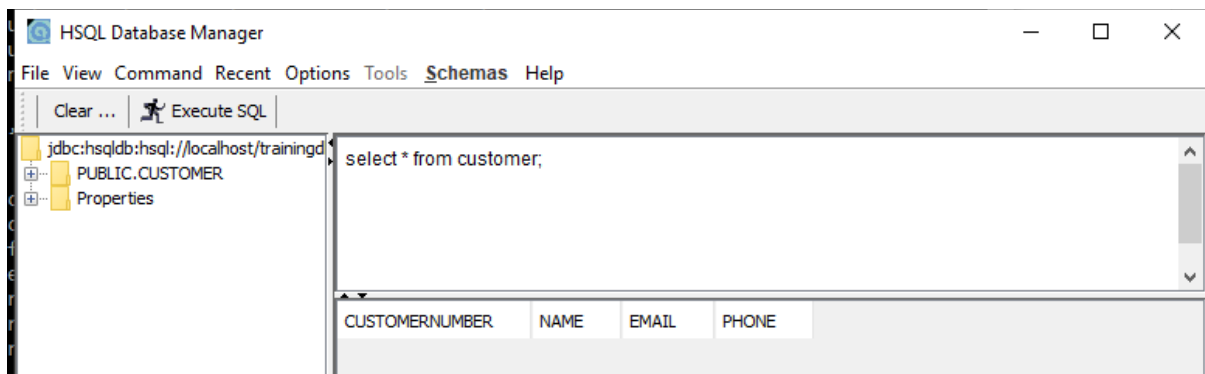 HSQL Database Manager
File View Command Recent Options Tools Schemas Help
Clear ... Execute SQL
jdbc:hsqldb:hsql://localhost/trainingd
PUBLIC.CUSTOMER
Properties
select * from customer;
CUSTOMERNUMBER NAME EMAIL PHONE